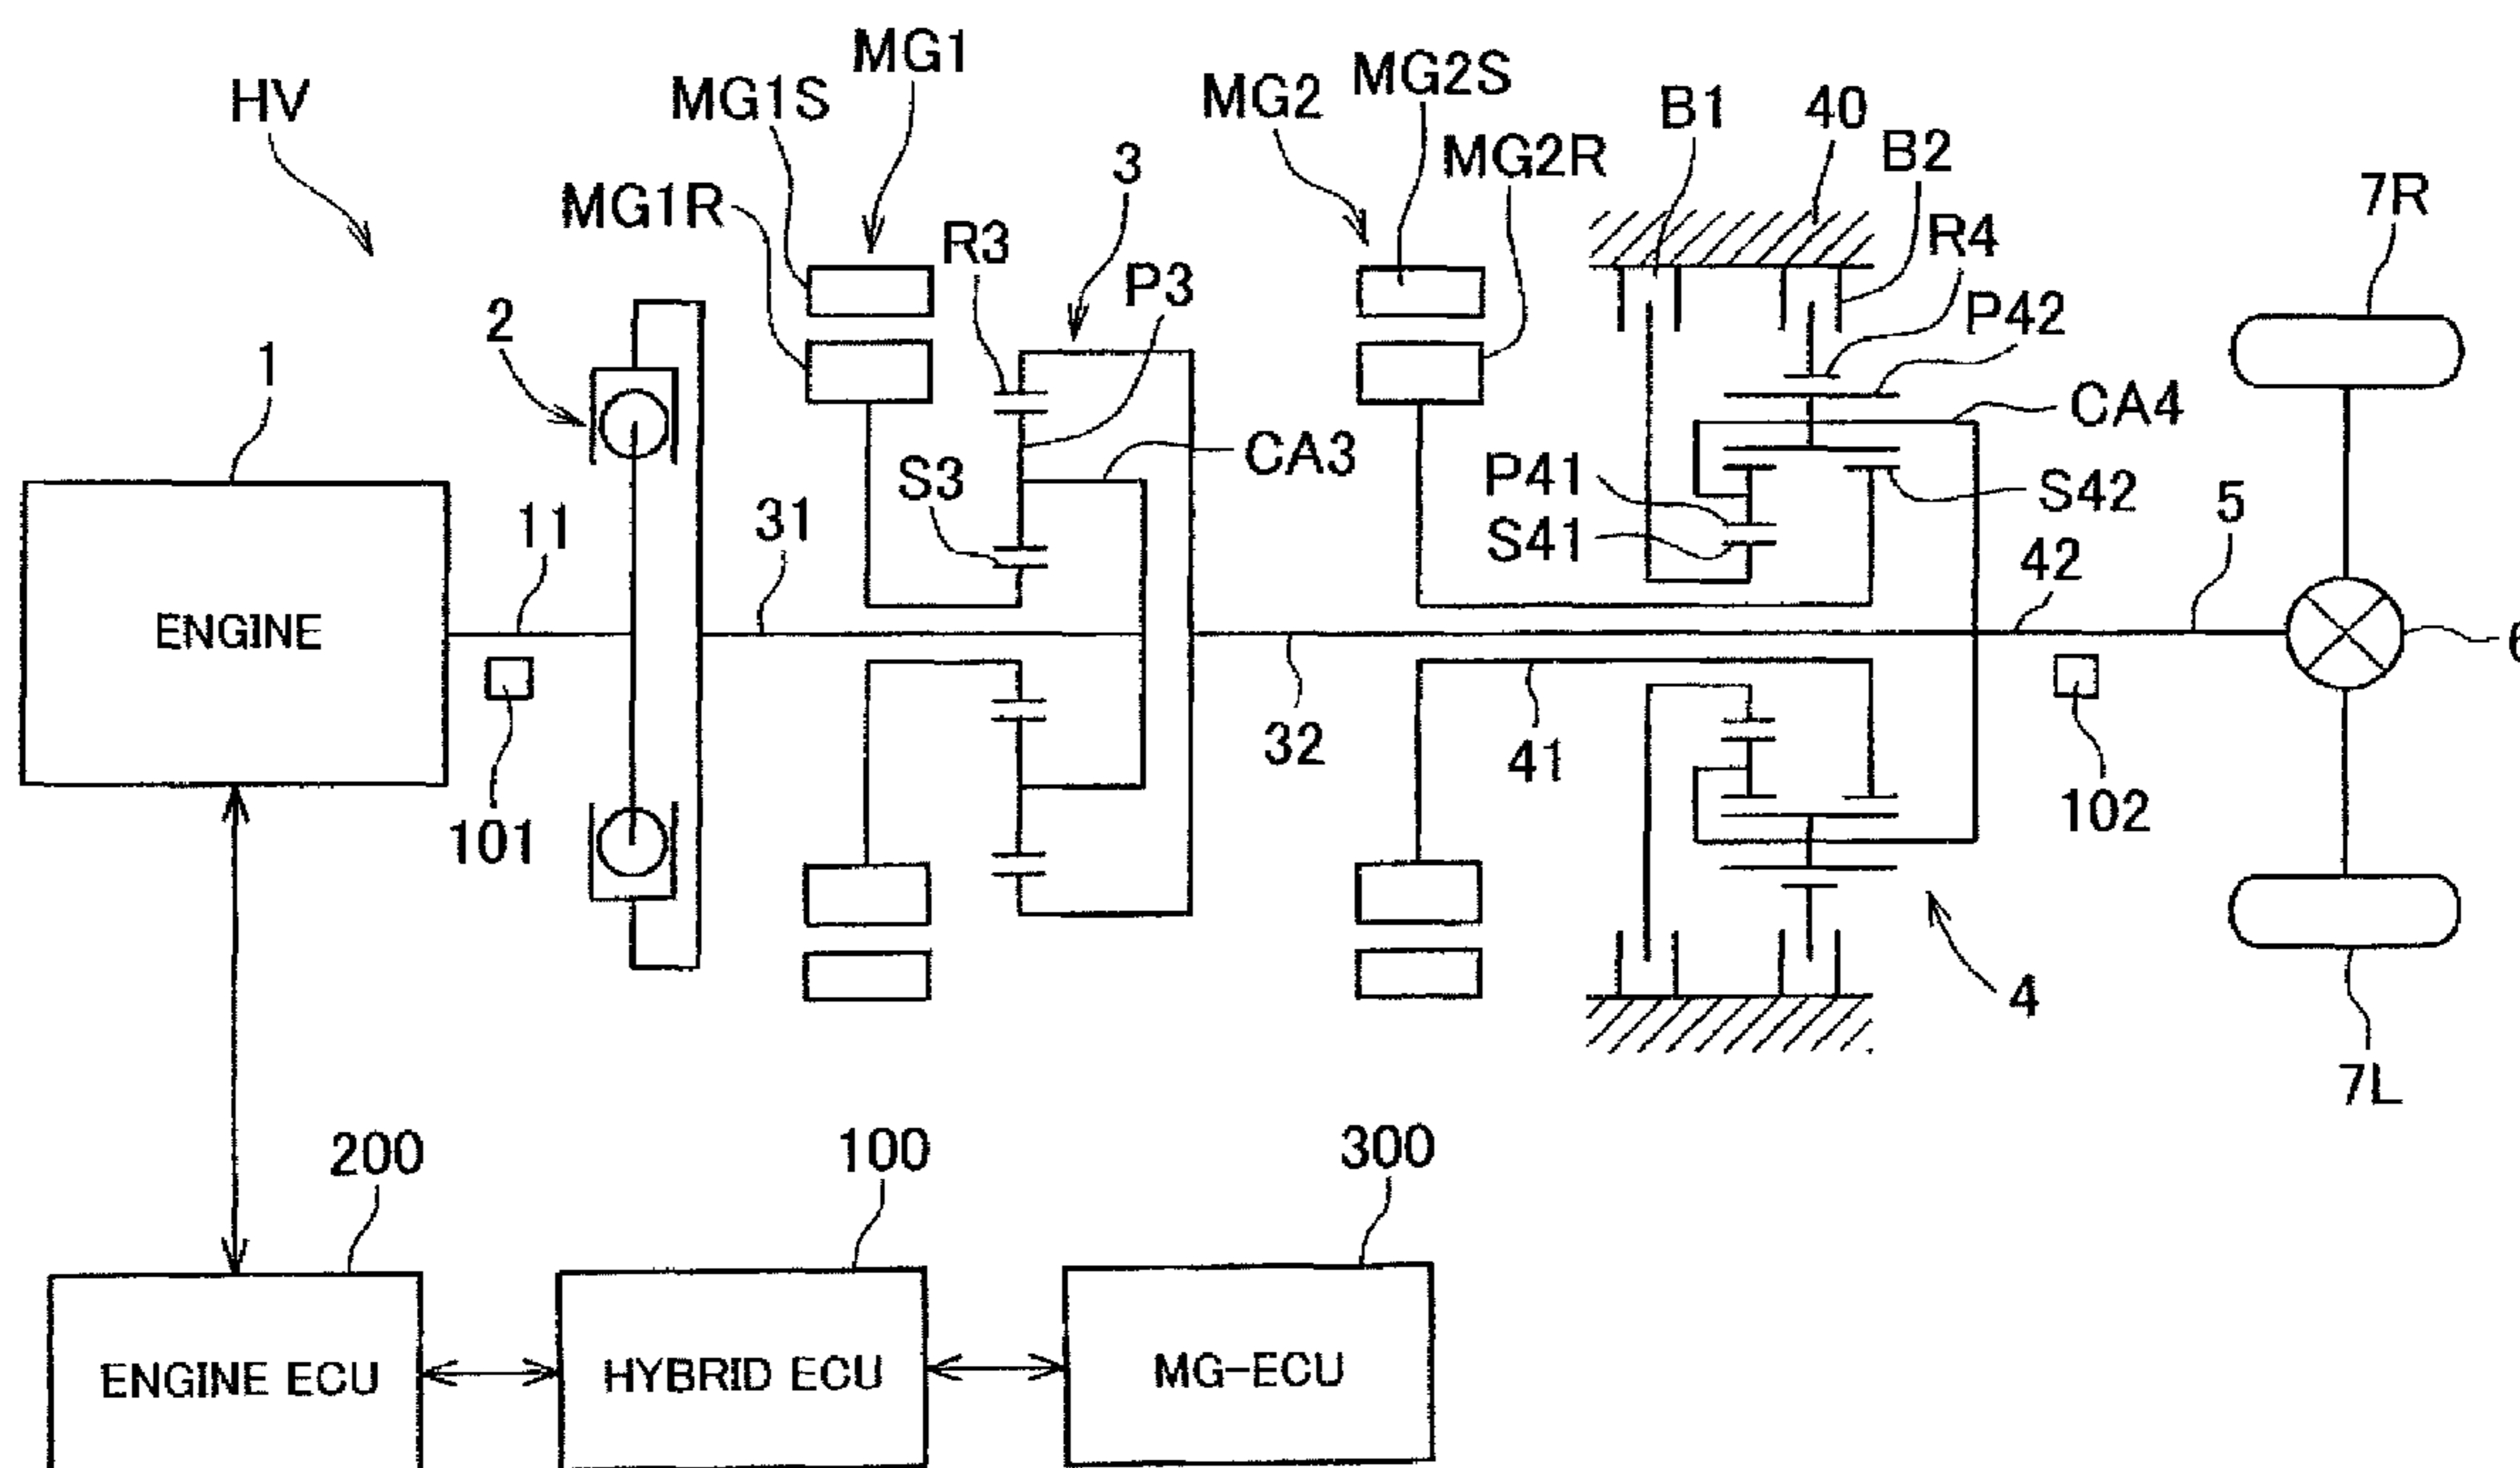 HV
MG1S
MG1
MG1R
MG2
MG2S
MG2R
B1
40
B2
R4
P42
7R
3
R3
P3
2
1
CA3
CA4
S3
P41
S41
S42
5
42
11
31
ENGINE
6
32
41
101
102
4
7L
200
100
300
ENGINE ECU
HYBRID ECU
MG-ECU